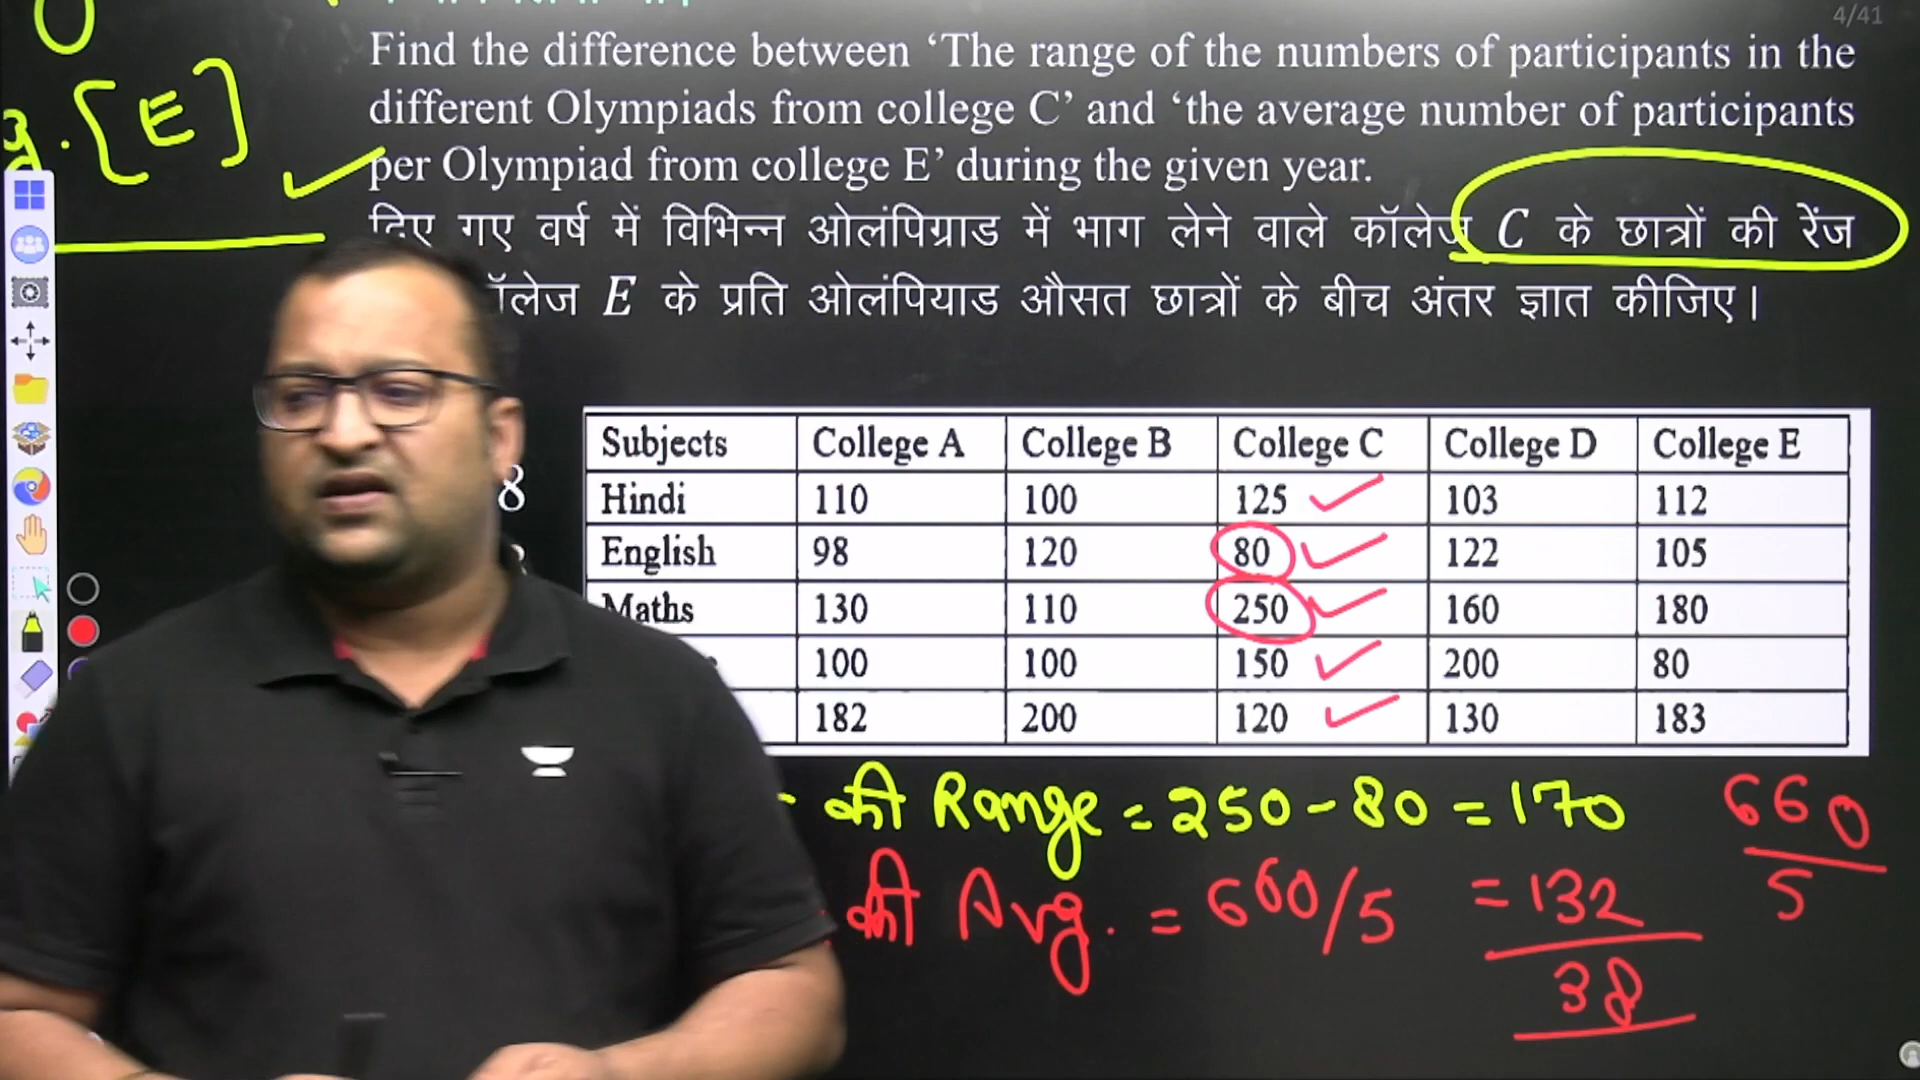 4/41
Find the difference between ‘The range of the numbers of participants in the
different Olympiads from college C’ and ‘the average number of participants
per Olympiad from college E’ during the given year.
[E]
दिए गए वर्ष में विभिन्न ओलंपिग्राड में भाग लेने वाले कॉलेज C के छात्रों की रेंज
ॉलेज E के प्रति ओलंपियाड औसत छात्रों के बीच अंतर ज्ञात कीजिए।
8
Subjects College A College B College C College D College E
Hindi 110 100 125 103 112
English 98 120 80 122 105
Maths 130 110 250 160 180
100 100 150 200 80
182 200 120 130 183
की Range = 250 - 80 = 170
660
5
की Avg. = 660/5 = 132
38